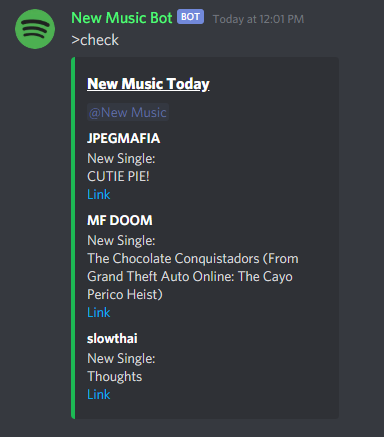 New Music Bot BOT Today at 12:01 PM
>check
New Music Today
@New Music
JPEGMAFIA
New Single:
CUTIE PIE!
Link
MF DOOM
New Single:
The Chocolate Conquistadors (From
Grand Theft Auto Online: The Cayo
Perico Heist)
Link
slowthai
New Single:
Thoughts
Link